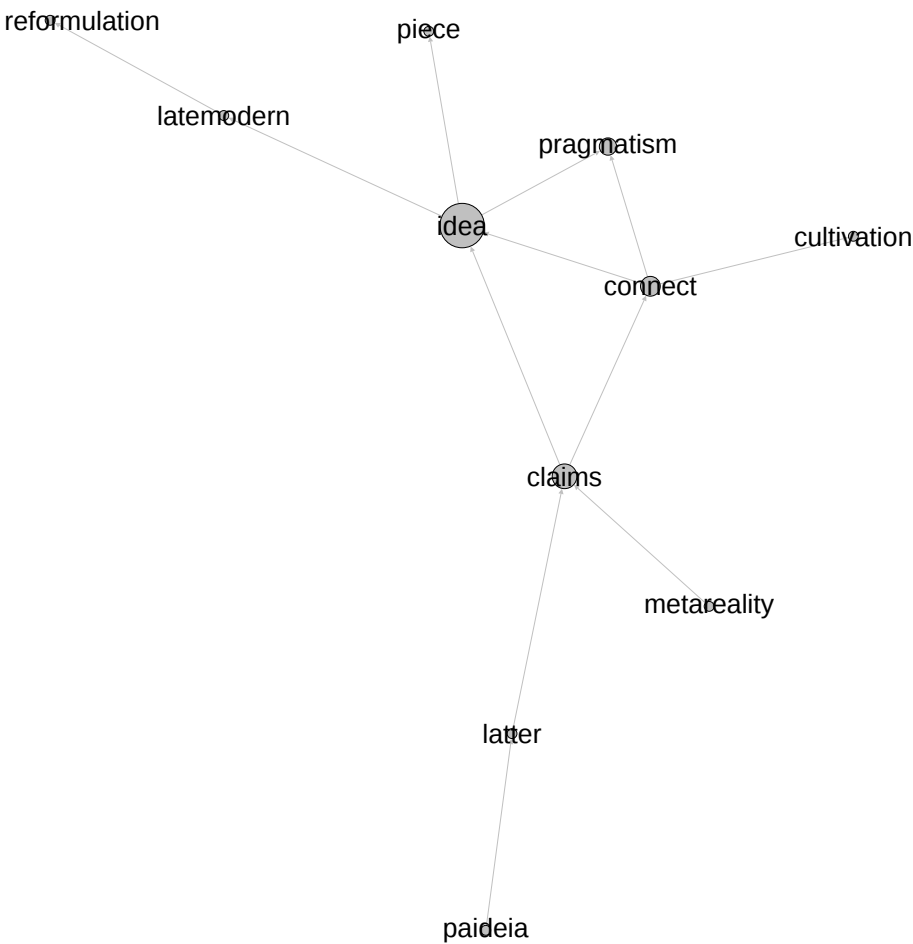 reformulation
piece
latemodern
pragmatism
idea
cultivation
connect
claims
metareality
latter
paideia